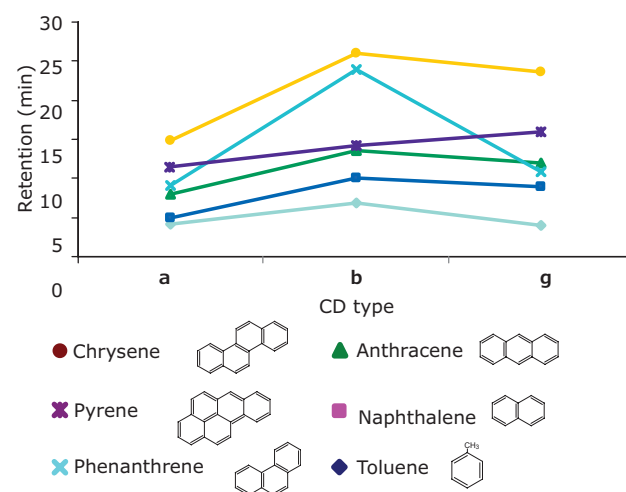 30
25
20
15
10
5
0
Retention (min)
a b g
CD type
Chrysene
Anthracene
Pyrene
Naphthalene
Phenanthrene
Toluene
CH3